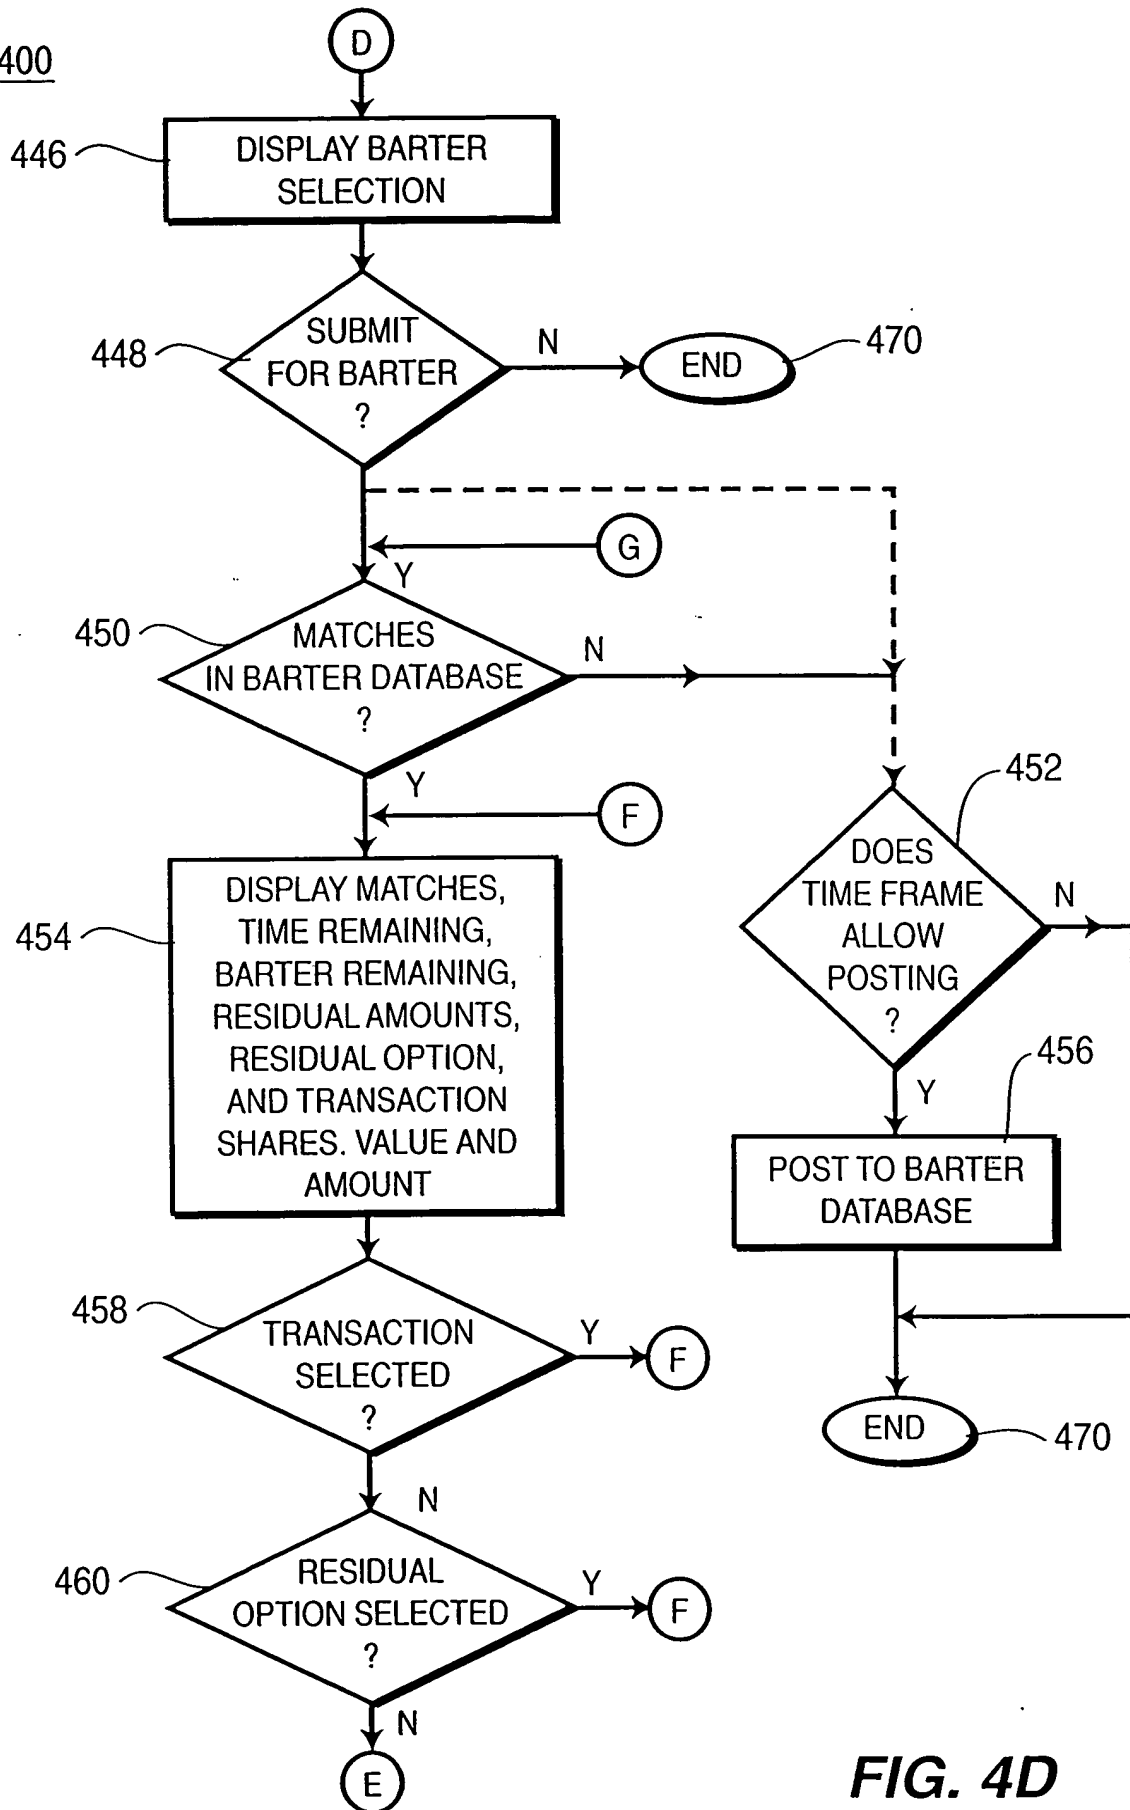 D
400
446
DISPLAY BARTER
SELECTION
448
SUBMIT
FOR BARTER
?
N
END
470
G
Y
450
MATCHES
IN BARTER DATABASE
?
N
Y
F
452
DOES
TIME FRAME
ALLOW
POSTING
?
N
454
DISPLAY MATCHES,
TIME REMAINING,
BARTER REMAINING,
RESIDUAL AMOUNTS,
RESIDUAL OPTION,
AND TRANSACTION
SHARES. VALUE AND
AMOUNT
Y
456
POST TO BARTER
DATABASE
458
TRANSACTION
SELECTED
?
Y
F
END
470
N
460
RESIDUAL
OPTION SELECTED
?
Y
F
N
E
FIG. 4D